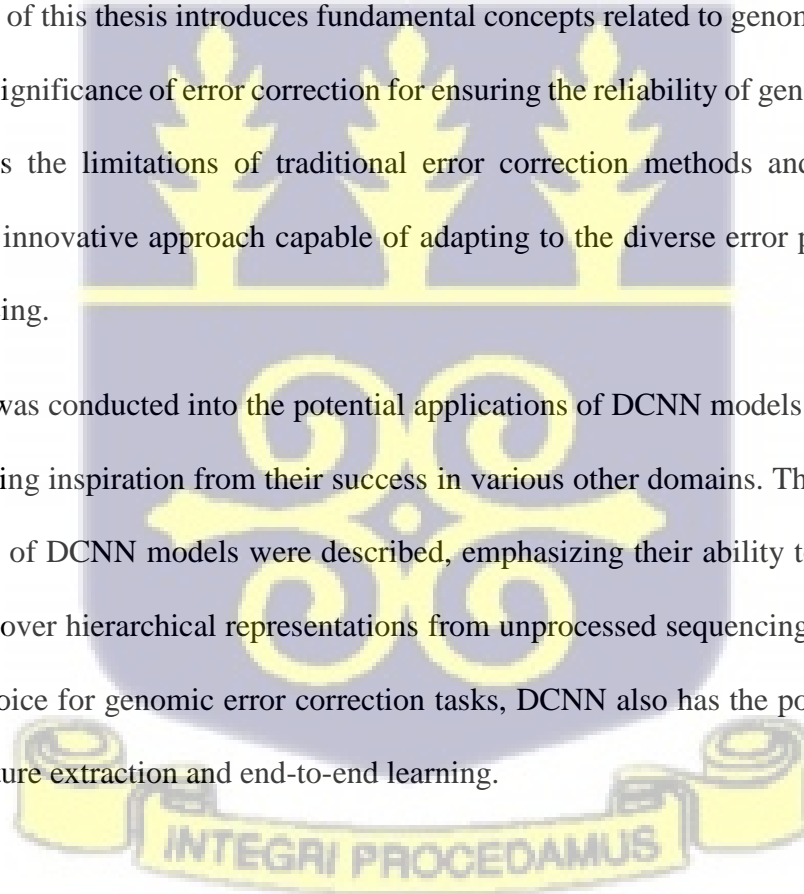 of this thesis introduces fundamental concepts related to genom
ignificance of error correction for ensuring the reliability of gen
s the limitations of traditional error correction methods and
innovative approach capable of adapting to the diverse error p
ing.
was conducted into the potential applications of DCNN models
ing inspiration from their success in various other domains. Th
of DCNN models were described, emphasizing their ability t
over hierarchical representations from unprocessed sequencing
oice for genomic error correction tasks, DCNN also has the po
ture extraction and end-to-end learning.
INTEGRI PROCEDAMUS